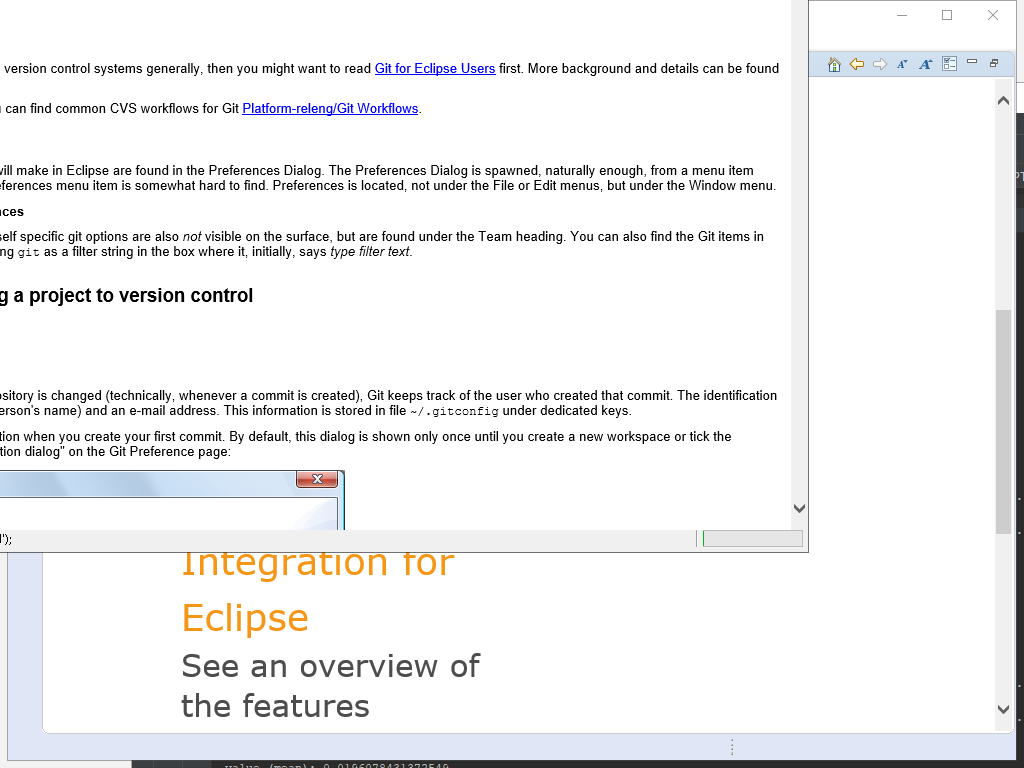 version control systems generally, then you might want to read Git for Eclipse Users first. More background and details can be found
can find common CVS workflows for Git Platform-releng/Git Workflows.
will make in Eclipse are found in the Preferences Dialog. The Preferences Dialog is spawned, naturally enough, from a menu item
eferences menu item is somewhat hard to find. Preferences is located, not under the File or Edit menus, but under the Window menu.
nces
self specific git options are also not visible on the surface, but are found under the Team heading. You can also find the Git items in
ng git as a filter string in the box where it, initially, says type filter text.
g a project to version control
ository is changed (technically, whenever a commit is created), Git keeps track of the user who created that commit. The identification
erson's name) and an e-mail address. This information is stored in file ~/.gitconfig under dedicated keys.
tion when you create your first commit. By default, this dialog is shown only once until you create a new workspace or tick the
tion dialog" on the Git Preference page:
');
Integration for
Eclipse
See an overview of
the features
value (mean): 0.0196078431372549